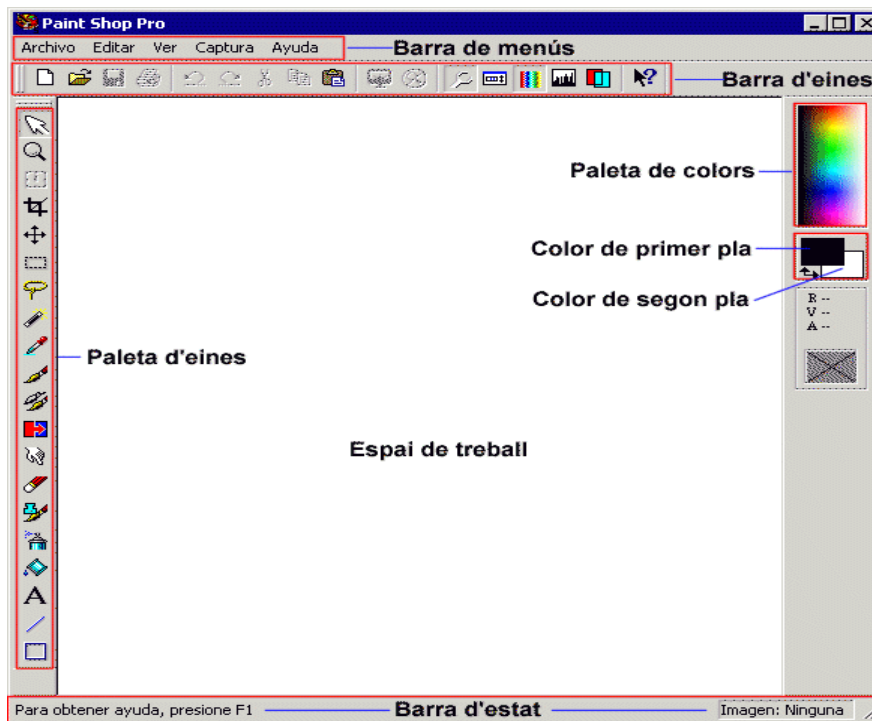 Paint Shop Pro
Archivo Editar Ver Captura Ayuda
Barra de menús
Barra d'eines
Paleta de colors
Color de primer pla
Color de segon pla
R --
V --
A --
Paleta d'eines
Espai de treball
A
Para obtener ayuda, presione F1
Barra d'estat
Imagen: Ninguna